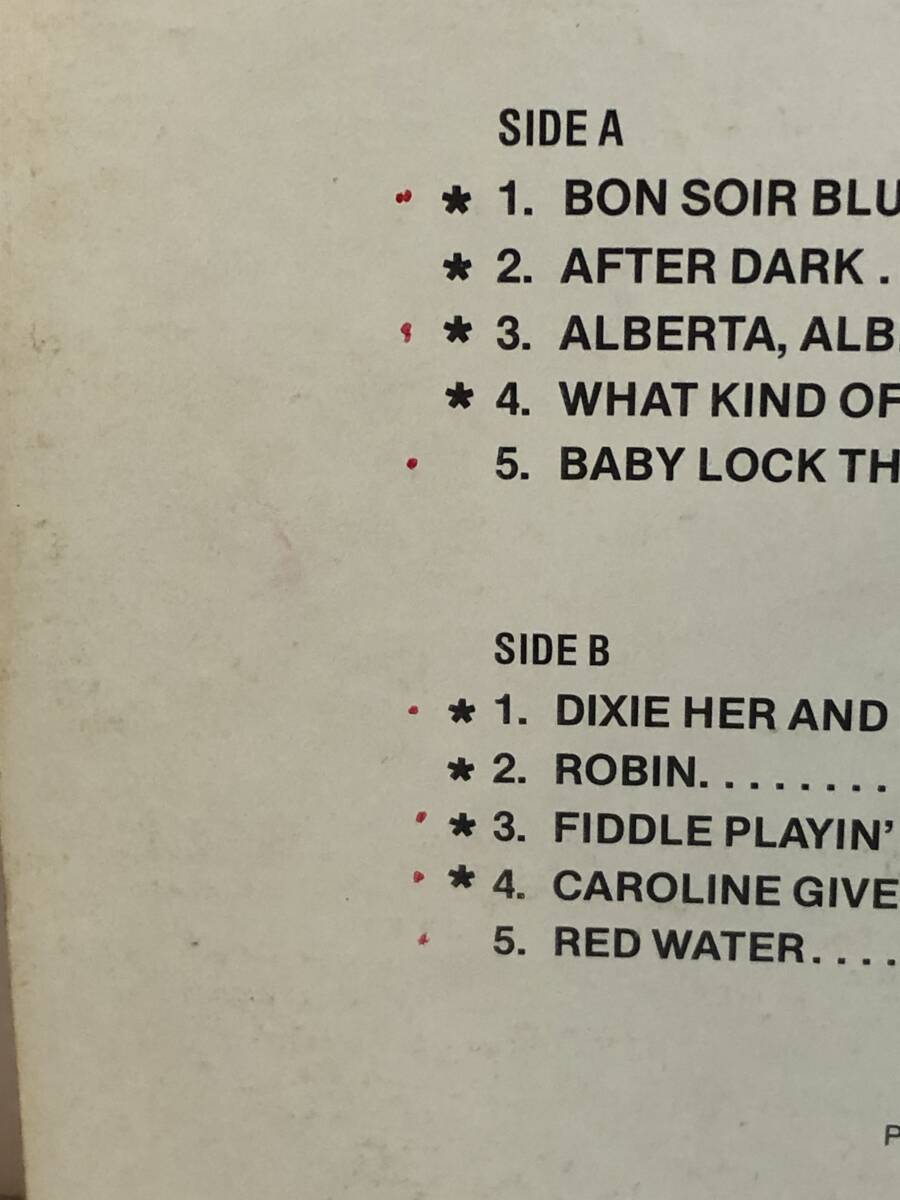 SIDE A
* 1. BON SOIR BLU
* 2. AFTER DARK .
* 3. ALBERTA, ALB
* 4. WHAT KIND OF
5. BABY LOCK TH
SIDE B
* 1. DIXIE HER AND
* 2. ROBIN. . . . . . . .
* 3. FIDDLE PLAYIN'
* 4. CAROLINE GIVE
5. RED WATER. . . .
P